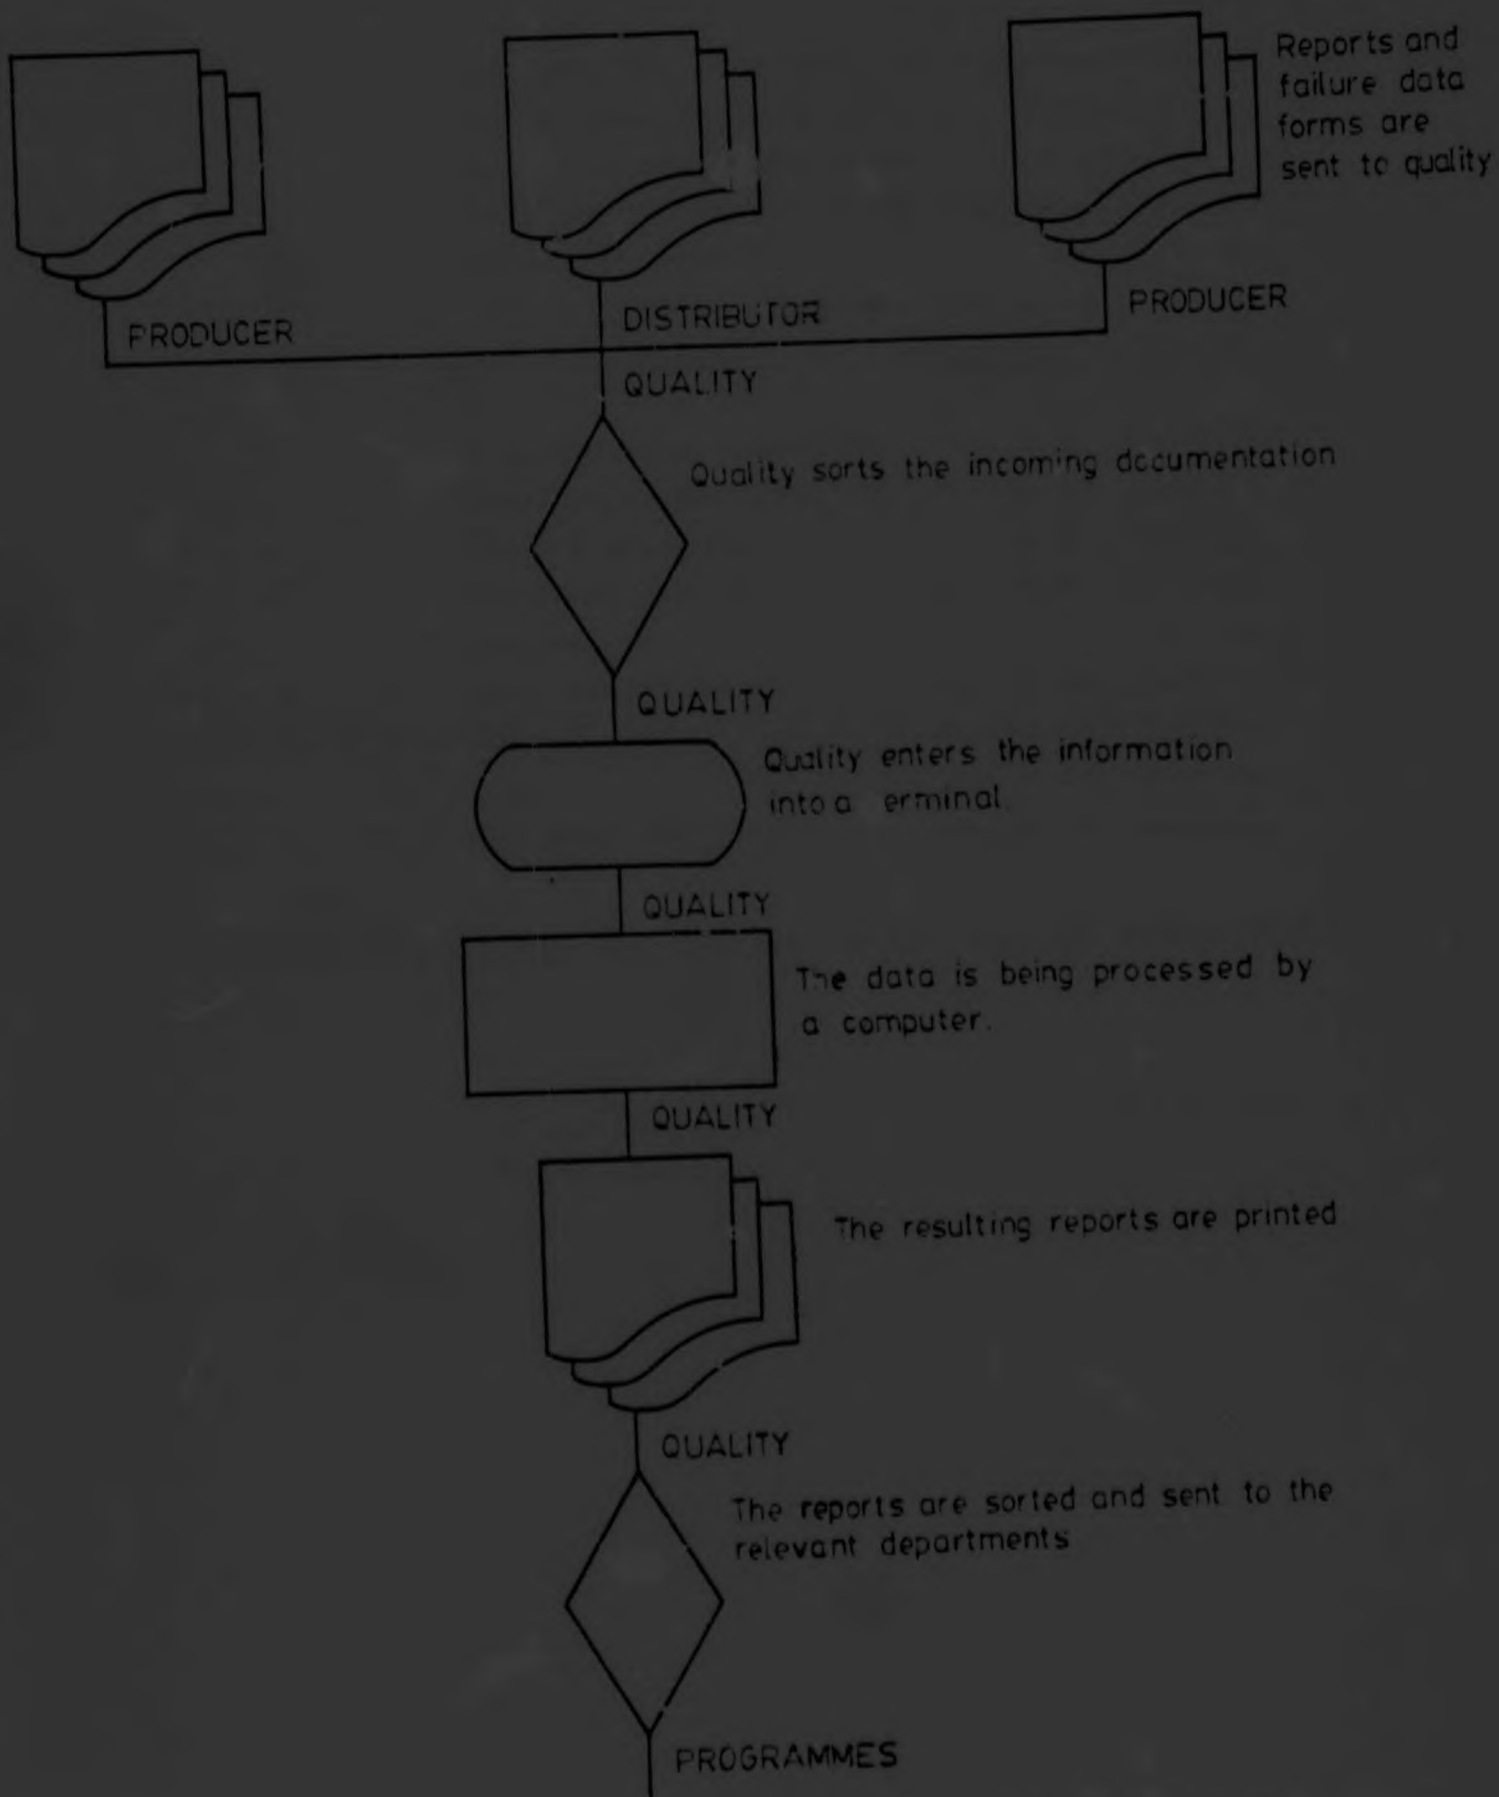 Reports and
failure data
forms are
sent to quality
PRODUCER
DISTRIBUTOR
PRODUCER
QUALITY
Quality sorts the incoming documentation
QUALITY
Quality enters the information
into a erminal
QUALITY
The data is being processed by
a computer.
QUALITY
The resulting reports are printed
QUALITY
The reports are sorted and sent to the
relevant departments
PROGRAMMES